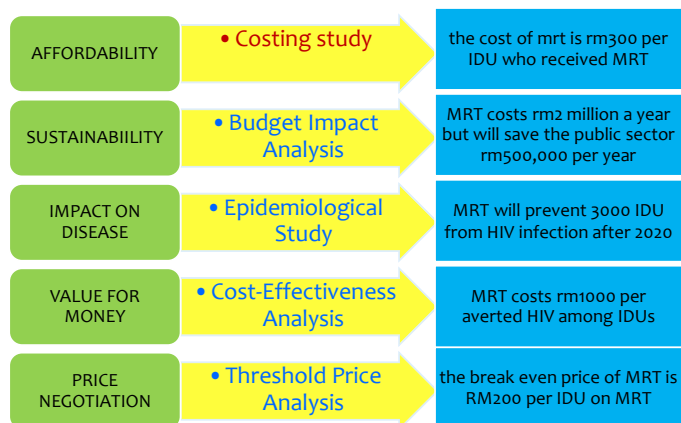 AFFORDABILITY
• Costing study
the cost of mrt is rm300 per
IDU who received MRT
SUSTAINABIILITY
• Budget Impact
Analysis
MRT costs rm2 million a year
but will save the public sector
rm500,000 per year
IMPACT ON
DISEASE
• Epidemiological
Study
MRT will prevent 3000 IDU
from HIV infection after 2020
VALUE FOR
MONEY
• Cost-Effectiveness
Analysis
MRT costs rm1000 per
averted HIV among IDUs
PRICE
NEGOTIATION
• Threshold Price
Analysis
the break even price of MRT is
RM200 per IDU on MRT